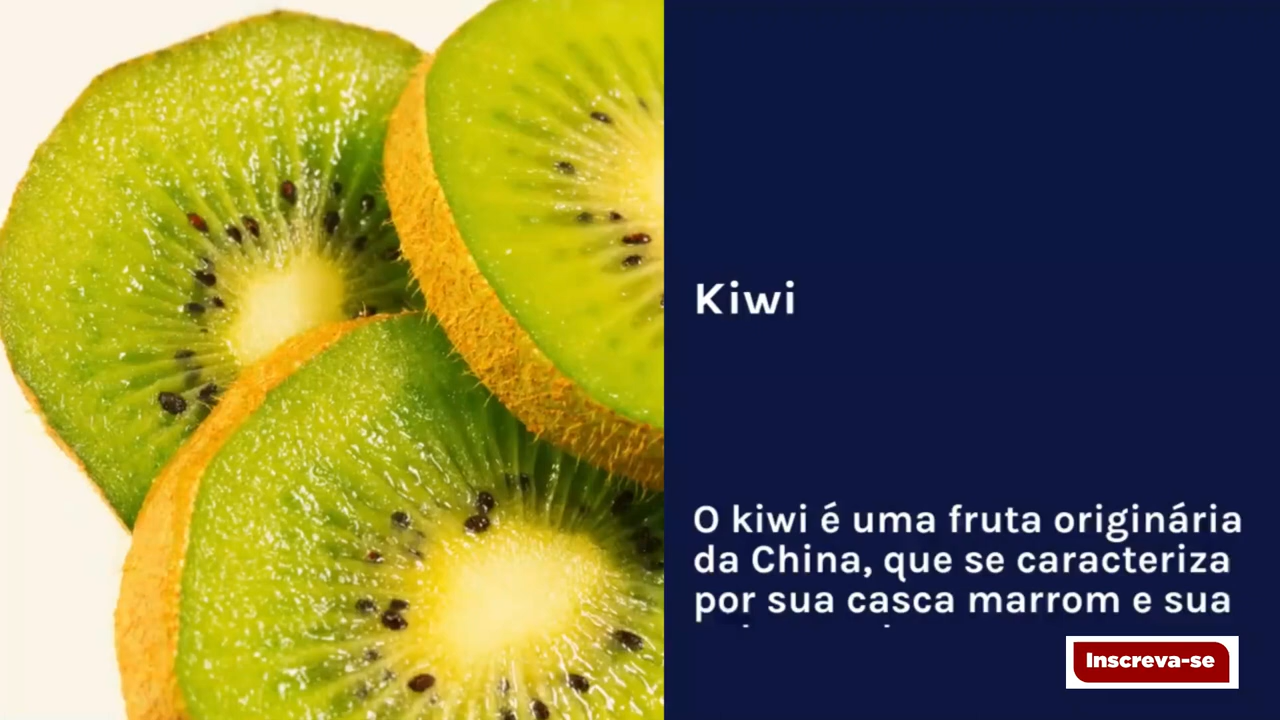 Kiwi
O kiwi é uma fruta originária
da China, que se caracteriza
por sua casca marrom e sua
Inscreva-se